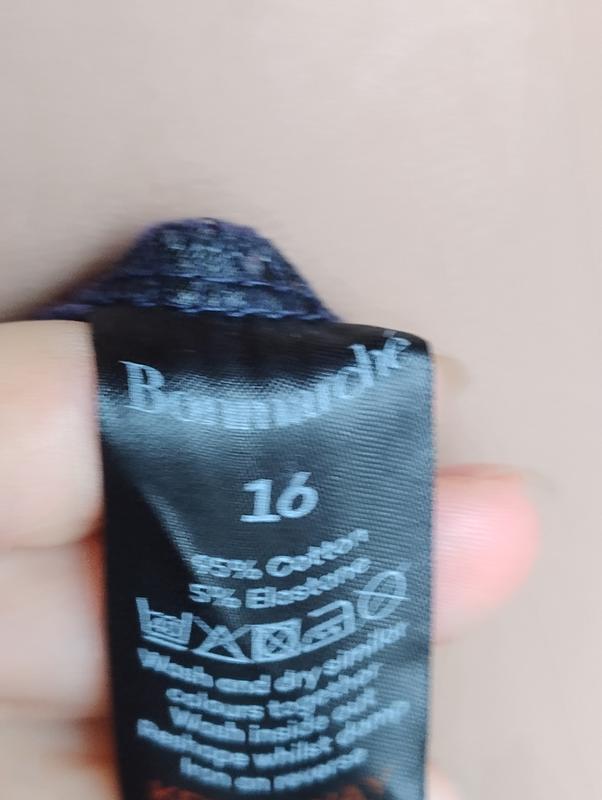 Bonmarché
16
95% Cotton
5% Elastane
Wash and dry similar
colours together
Wash inside out
Reshape whilst damp
Iron on reverse